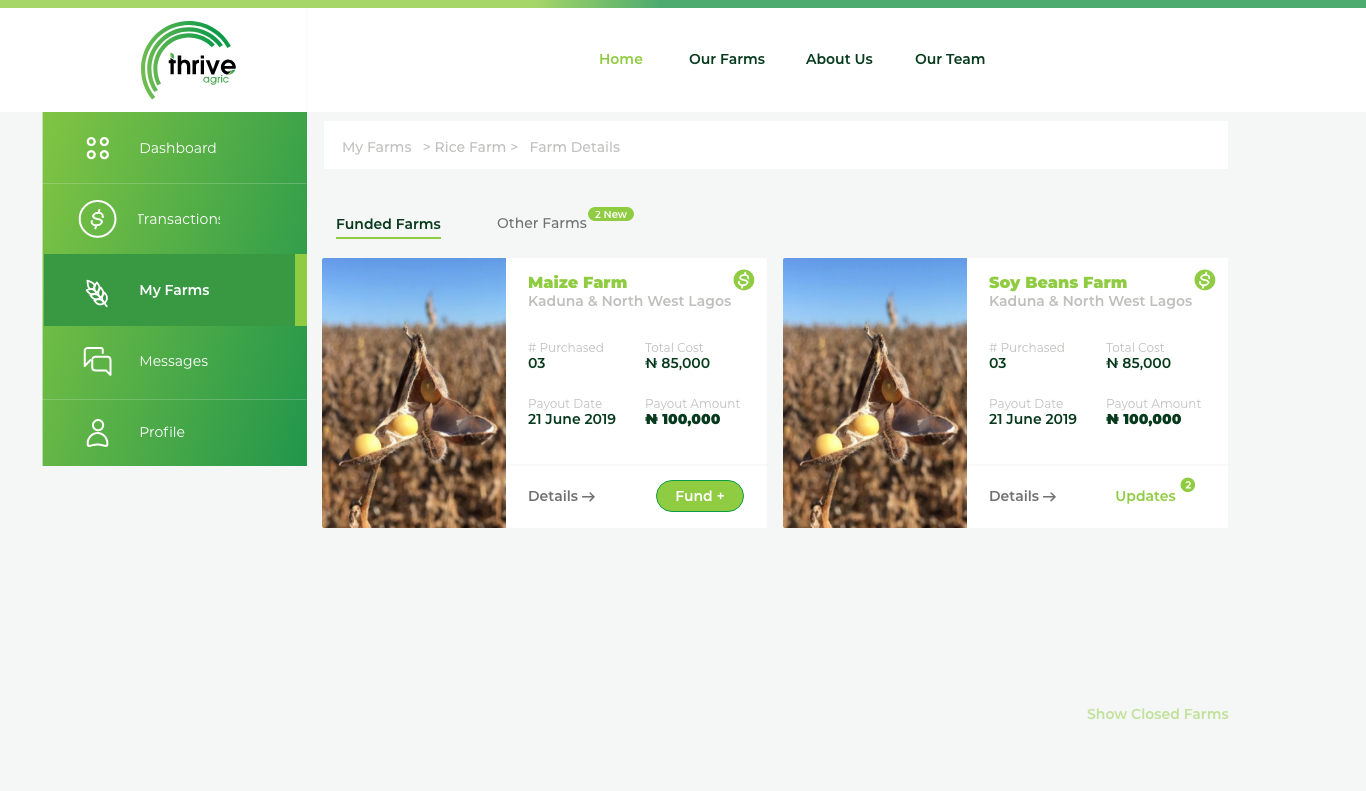 thrive
agric
Home
Our Farms
About Us
Our Team
Dashboard
Transactions
My Farms
Messages
Profile
My Farms > Rice Farm > Farm Details
Funded Farms
Other Farms
2 New
Maize Farm
Kaduna & North West Lagos
# Purchased
03
Total Cost
₦ 85,000
Payout Date
21 June 2019
Payout Amount
₦ 100,000
Details →
Fund +
Soy Beans Farm
Kaduna & North West Lagos
# Purchased
03
Total Cost
₦ 85,000
Payout Date
21 June 2019
Payout Amount
₦ 100,000
Details →
Updates
2
Show Closed Farms